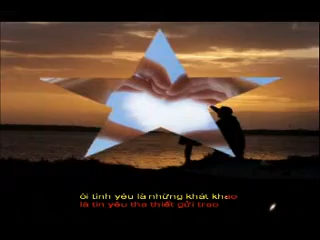 ôi tình yêu là những khát khao
là tin yêu tha thiết gửi trao